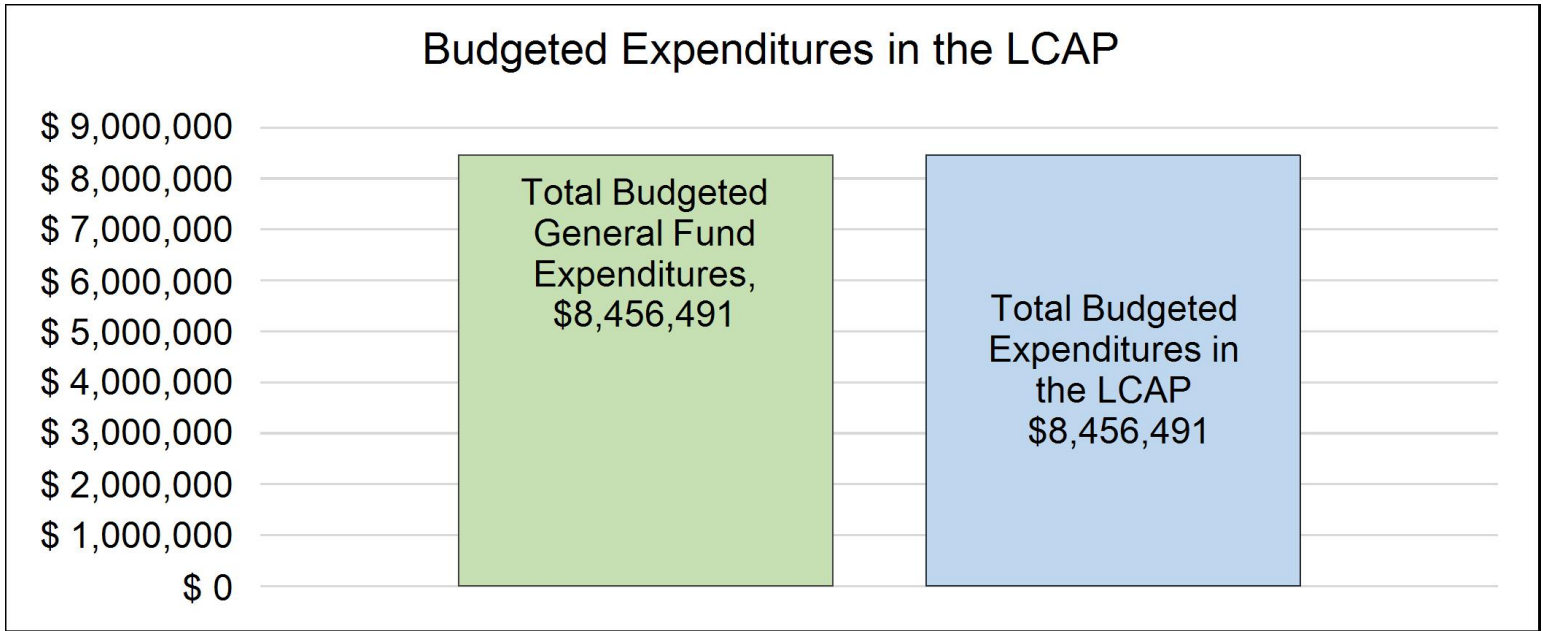 Budgeted Expenditures in the LCAP
$ 9,000,000
$ 8,000,000
$ 7,000,000
$ 6,000,000
$ 5,000,000
$ 4,000,000
$ 3,000,000
$ 2,000,000
$ 1,000,000
$ 0
Total Budgeted
General Fund
Expenditures,
$8,456,491
Total Budgeted
Expenditures in
the LCAP
$8,456,491